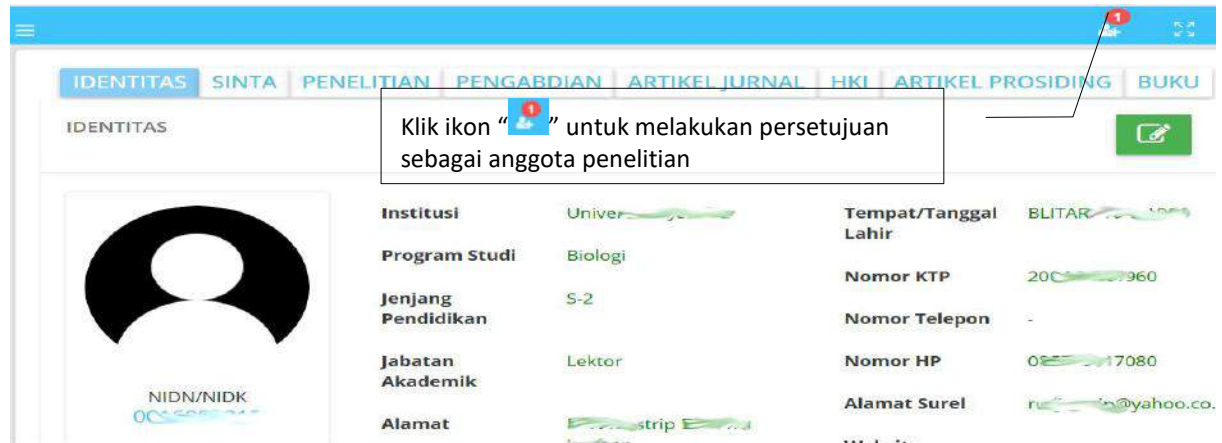 1
IDENTITAS SINTA PENELITIAN PENGABDIAN ARTIKEL JURNAL HKI ARTIKEL PROSIDING BUKU
IDENTITAS
Klik ikon “ 1 ” untuk melakukan persetujuan
sebagai anggota penelitian
Institusi
Program Studi Biologi
Jenjang
Pendidikan
S-2
Jabatan
Akademik
Lektor
Alamat
Tempat/Tanggal
Lahir
BLITAR
Nomor KTP
Nomor Telepon -
Nomor HP
Alamat Surel
NIDN/NIDK